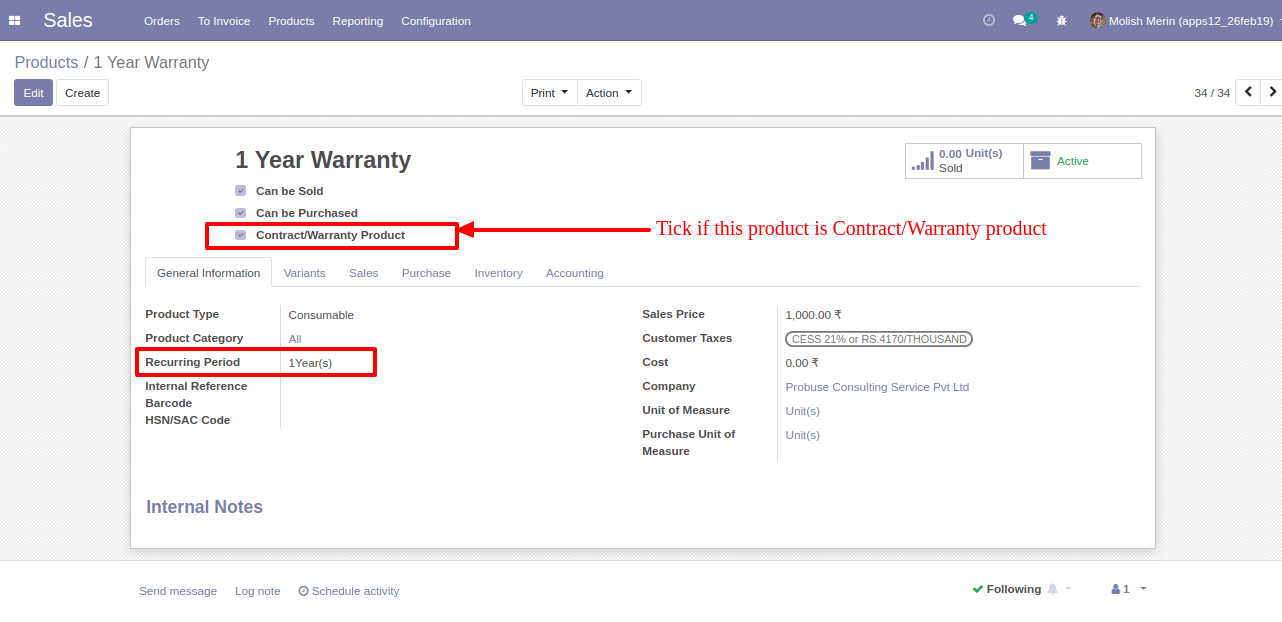 Sales Orders To Invoice Products Reporting Configuration 4 Molish Merin (apps12_26feb19)
Products / 1 Year Warranty
Edit Create Print Action 34 / 34
1 Year Warranty
0.00 Unit(s)
Sold
Active
Can be Sold
Can be Purchased
Contract/Warranty Product
Tick if this product is Contract/Warranty product
General Information Variants Sales Purchase Inventory Accounting
Product Type Consumable
Product Category All
Recurring Period 1Year(s)
Internal Reference
Barcode
HSN/SAC Code
Sales Price 1,000.00 ₹
Customer Taxes CESS 21% or RS.4170/THOUSAND
Cost 0.00 ₹
Company Probuse Consulting Service Pvt Ltd
Unit of Measure Unit(s)
Purchase Unit of Unit(s)
Measure
Internal Notes
Send message Log note Schedule activity Following 1